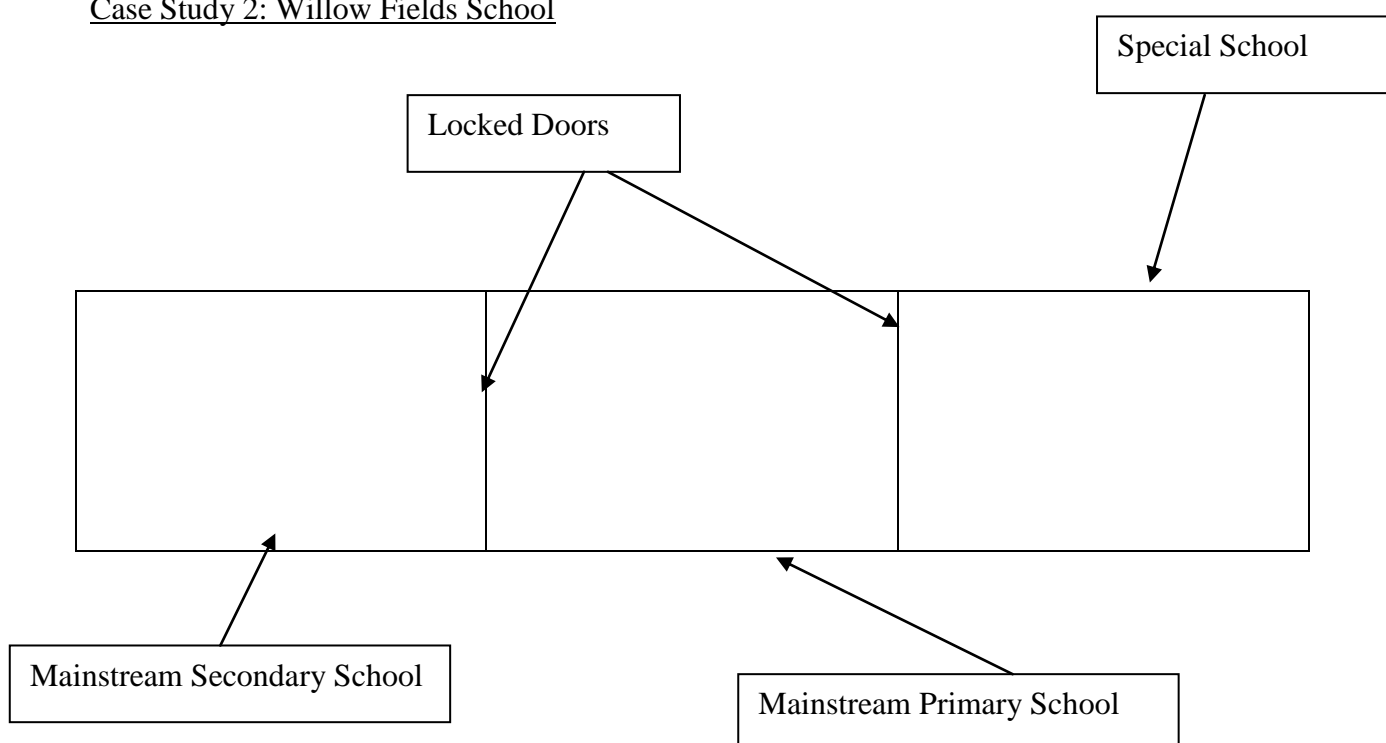 Case Study 2: Willow Fields School
Special School
Locked Doors
Mainstream Secondary School
Mainstream Primary School